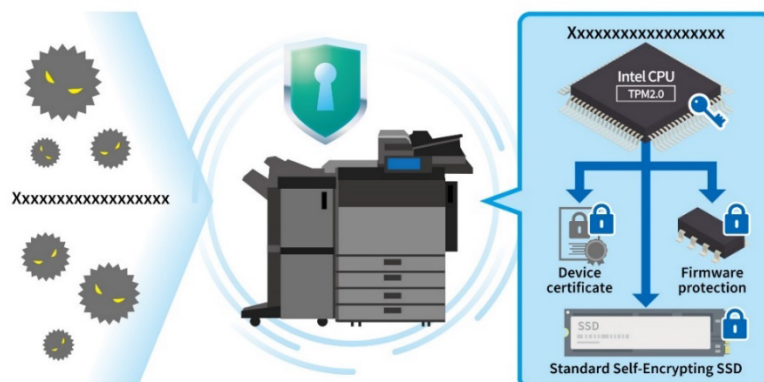 Xxxxxxxxxxxxxxxxxx
Xxxxxxxxxxxxxxxxxx
Intel CPU
TPM2.0
Device
certificate
Firmware
protection
SSD
Standard Self-Encrypting SSD